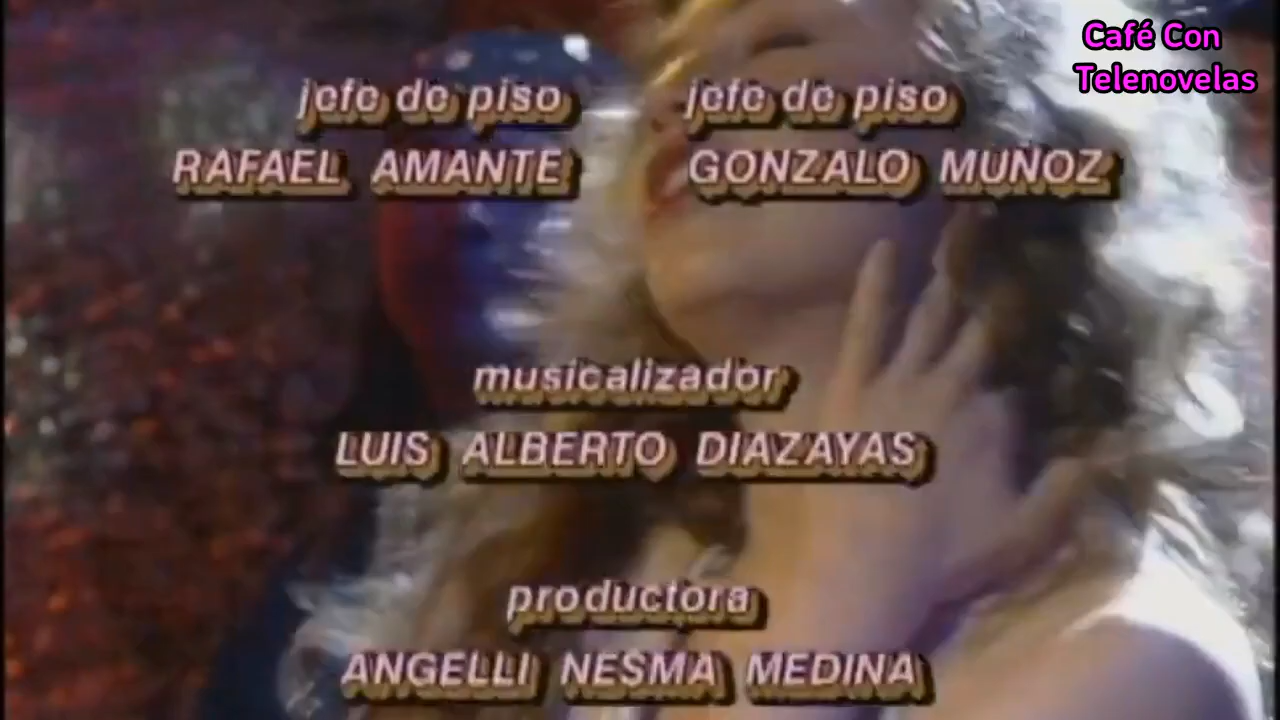 Café Con
Telenovelas
jefe de piso jefe de piso
RAFAEL AMANTE GONZALO MUÑOZ
musicalizador
LUIS ALBERTO DIAZAYAS
productora
ANGELLI NESMA MEDINA